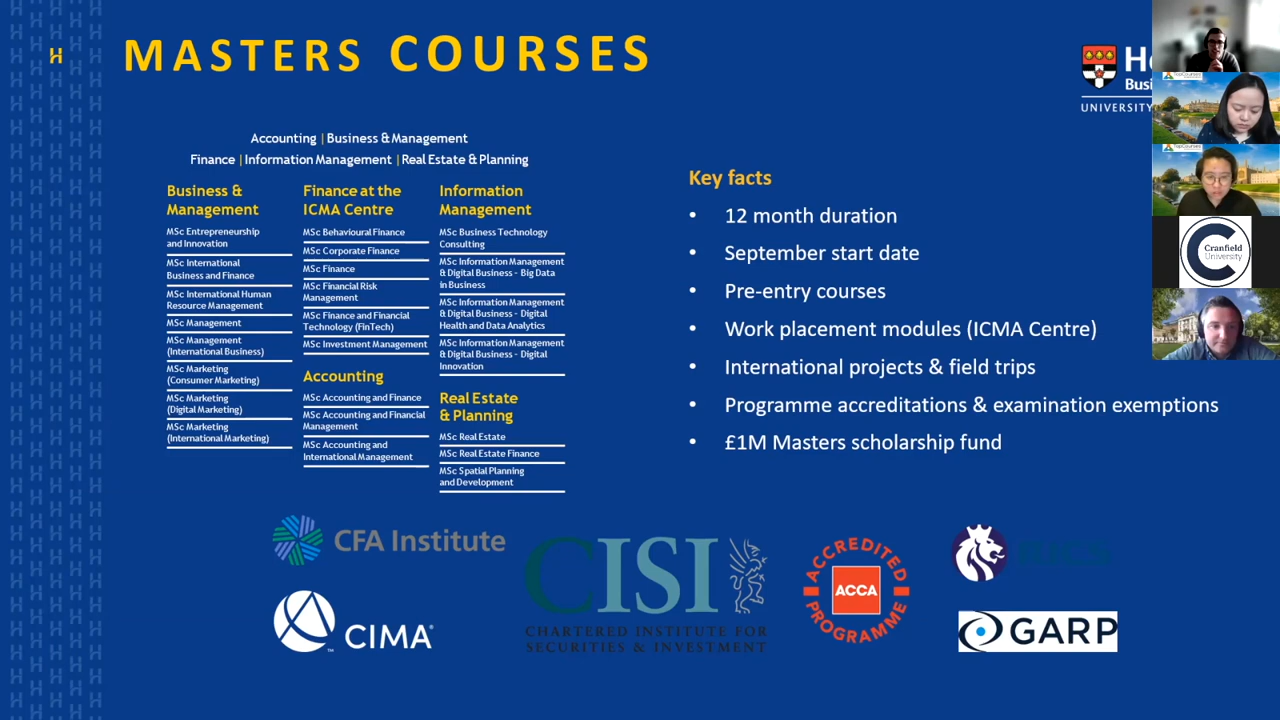 MASTERS COURSES
Accounting | Business & Management
Finance | Information Management | Real Estate & Planning
Business &
Management
MSc Entrepreneurship
and Innovation
MSc International
Business and Finance
MSc International Human
Resource Management
MSc Management
MSc Management
(International Business)
MSc Marketing
(Consumer Marketing)
MSc Marketing
(Digital Marketing)
MSc Marketing
(International Marketing)
Finance at the
ICMA Centre
MSc Behavioural Finance
MSc Corporate Finance
MSc Finance
MSc Financial Risk
Management
MSc Finance and Financial
Technology (FinTech)
MSc Investment Management
Accounting
MSc Accounting and Finance
MSc Accounting and Financial
Management
MSc Accounting and
International Management
Information
Management
MSc Business Technology
Consulting
MSc Information Management
& Digital Business - Big Data
in Business
MSc Information Management
& Digital Business - Digital
Health and Data Analytics
MSc Information Management
& Digital Business - Digital
Innovation
Real Estate
& Planning
MSc Real Estate
MSc Real Estate Finance
MSc Spatial Planning
and Development
Key facts
• 12 month duration
• September start date
• Pre-entry courses
• Work placement modules (ICMA Centre)
• International projects & field trips
• Programme accreditations & examination exemptions
• £1M Masters scholarship fund
UNIVERSITY
TopCourses
TopCourses
Cranfield
University
CFA Institute
CIMA
CISI
CHARTERED INSTITUTE FOR
SECURITIES & INVESTMENT
ACCREDITED
ACCA
PROGRAMME
RICS
GARP